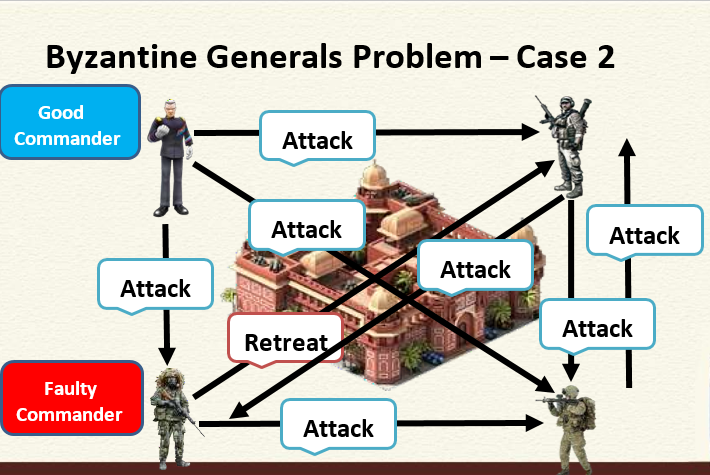 Byzantine Generals Problem – Case 2
Good
Commander
Attack
Attack
Attack
Attack
Attack
Retreat
Attack
Faulty
Commander
Attack